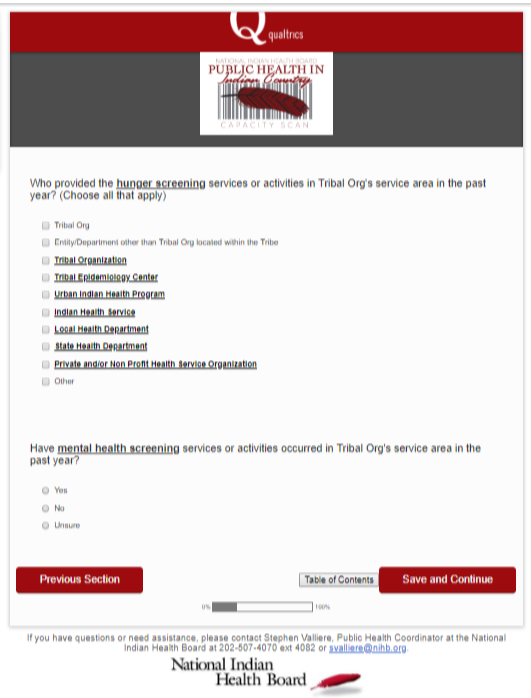 qualtrics
NATIONAL INDIAN HEALTH BOARD
PUBLIC HEALTH IN
Indian Country
CAPACITY SCAN
Who provided the hunger screening services or activities in Tribal Org's service area in the past
year? (Choose all that apply)
Tribal Org
Entity/Department other than Tribal Org located within the Tribe
Tribal Organization
Tribal Epidemiology Center
Urban Indian Health Program
Indian Health Service
Local Health Department
State Health Department
Private and/or Non Profit Health Service Organization
Other
Have mental health screening services or activities occurred in Tribal Org's service area in the
past year?
Yes
No
Unsure
Previous Section
Table of Contents
Save and Continue
0%
100%
If you have questions or need assistance, please contact Stephen Valliere, Public Health Coordinator at the National
Indian Health Board at 202-507-4070 ext 4082 or svalliere@nihb.org.
National Indian
Health Board